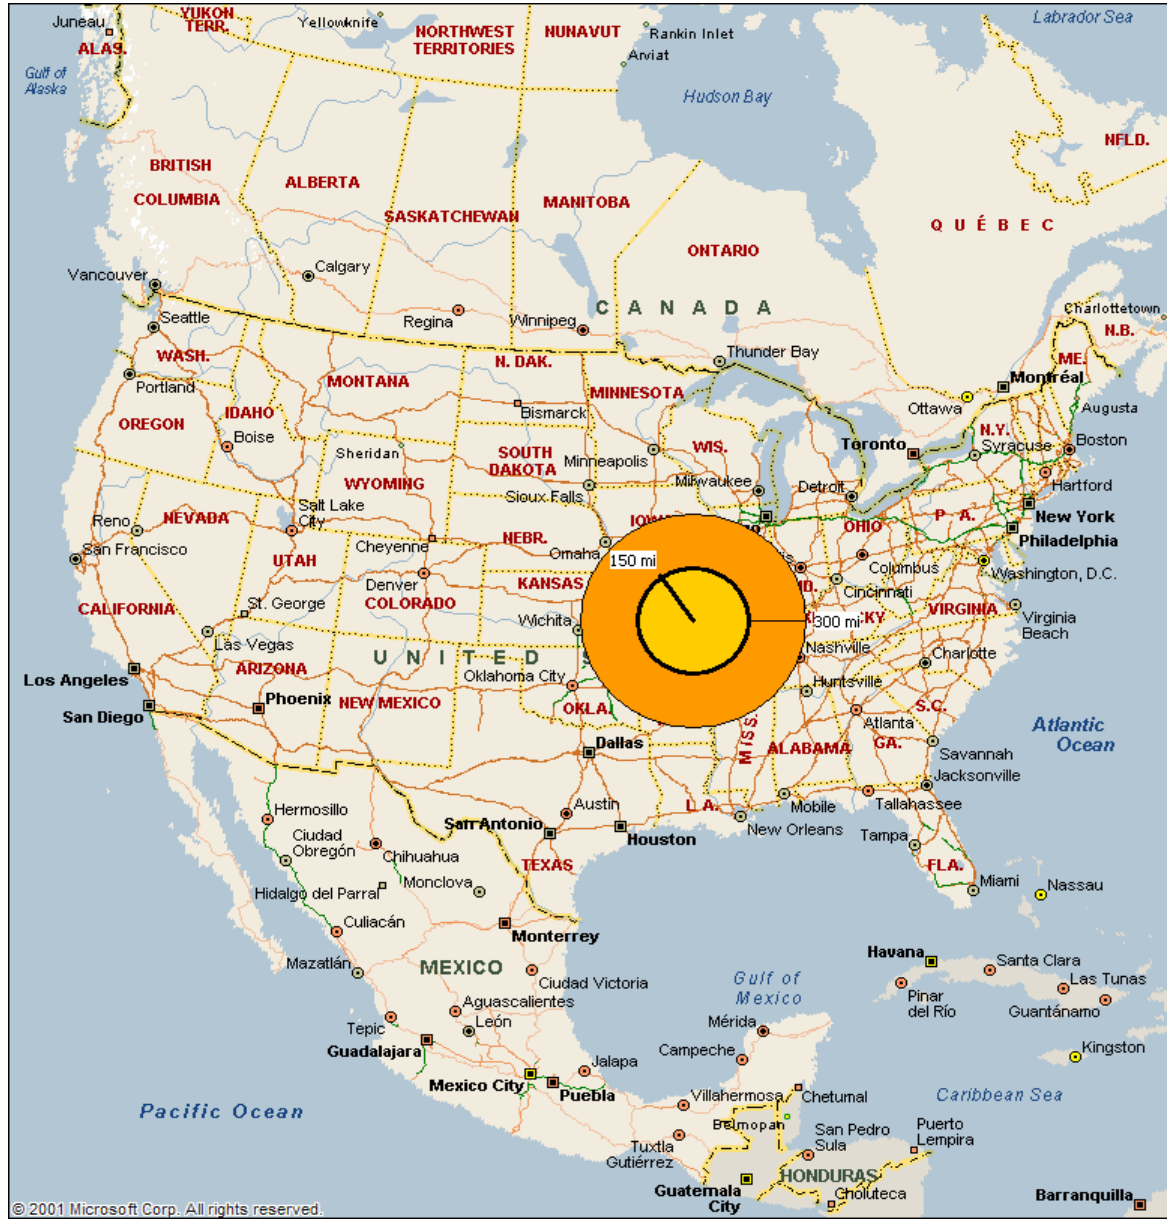 Labrador Sea
YUKON
TERR.
Juneau
Yellowknife
NORTHWEST
TERRITORIES
NUNAVUT
Rankin Inlet
ALAS.
Arviat
Gulf of
Alaska
Hudson Bay
NFLD.
BRITISH
COLUMBIA
ALBERTA
SASKATCHEWAN
MANITOBA
ONTARIO
Q U É B E C
Vancouver
Calgary
C A N A D A
Charlottetown
Seattle
Regina
Winnipeg
N.B.
WASH.
N. DAK.
Thunder Bay
ME.
Portland
MONTANA
MINNESOTA
Montréal
OREGON
IDAHO
Bismarck
Ottawa
Augusta
Boise
Sheridan
SOUTH
DAKOTA
Minneapolis
WIS.
Toronto
N.Y.
Syracuse
Boston
WYOMING
Sioux Falls
Milwaukee
Detroit
Hartford
Reno
NEVADA
Salt Lake
City
IOW
OHIO
P A.
New York
San Francisco
UTAH
Cheyenne
NEBR.
Omaha
Philadelphia
150 mi
Columbus
Washington, D.C.
Denver
KANSAS
ND.
Cincinnati
CALIFORNIA
St. George
COLORADO
Wichita
300 mi
KY
VIRGINIA
Virginia
Beach
Las Vegas
U N I T E D
Nashville
Charlotte
Los Angeles
ARIZONA
Oklahoma City
Huntsville
San Diego
Phoenix
NEW MEXICO
OKLA.
S.C.
MISS.
Atlanta
Atlantic
Ocean
Dallas
ALABAMA
GA.
Savannah
Jacksonville
Hermosillo
Austin
L A.
Mobile
Tallahassee
Ciudad
Obregón
Chihuahua
San Antonio
Houston
New Orleans
Tampa
TEXAS
FLA.
Hidalgo del Parral
Monclova
Miami
Nassau
Culiacán
Monterrey
Havana
Mazatlán
MEXICO
Ciudad Victoria
Gulf of
Mexico
Santa Clara
Las Tunas
Pinar
del Río
Guantánamo
Aguascalientes
Tepic
León
Mérida
Guadalajara
Campeche
Kingston
Jalapa
Mexico City
Puebla
Villahermosa
Chetumal
Caribbean Sea
Pacific Ocean
Belmopan
San Pedro
Sula
Puerto
Lempira
Tuxtla
Gutiérrez
HONDURAS
Guatemala
City
Choluteca
Barranquilla
© 2001 Microsoft Corp. All rights reserved.